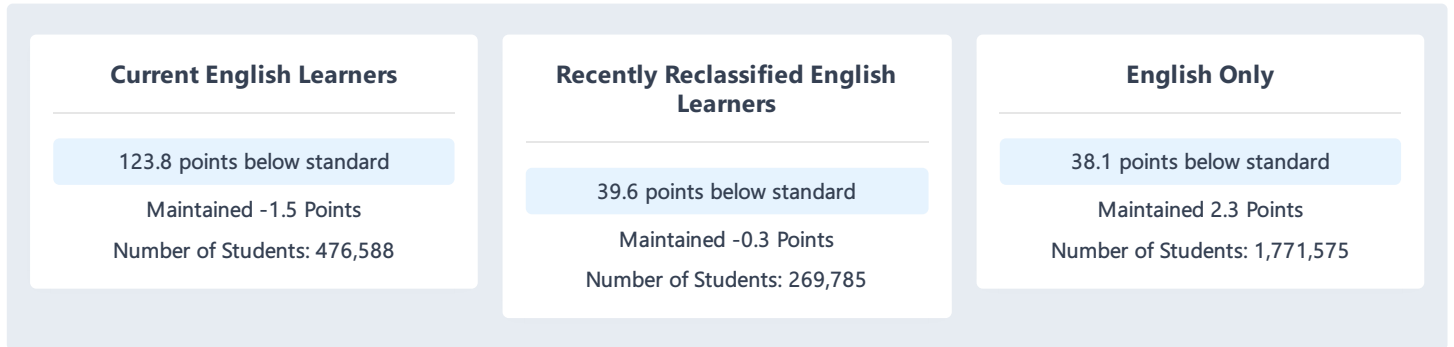 Current English Learners
123.8 points below standard
Maintained -1.5 Points
Number of Students: 476,588
Recently Reclassified English
Learners
39.6 points below standard
Maintained -0.3 Points
Number of Students: 269,785
English Only
38.1 points below standard
Maintained 2.3 Points
Number of Students: 1,771,575